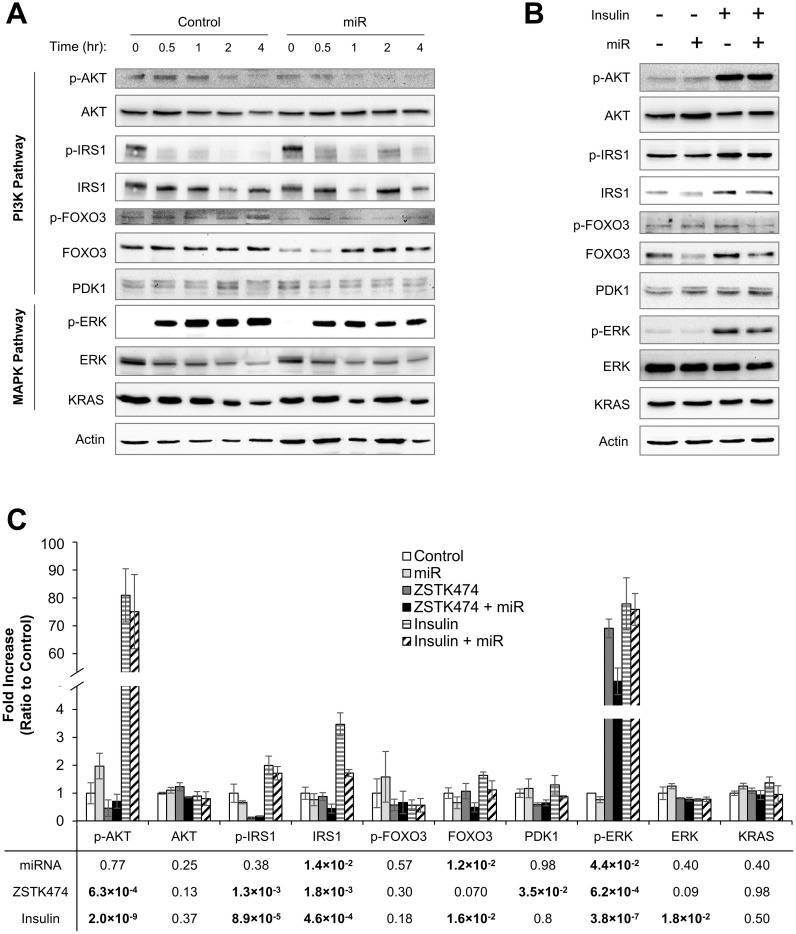 A
Control miR
Time (hr): 0 0.5 1 2 4 0 0.5 1 2 4
PI3K Pathway
p-AKT
AKT
p-IRS1
IRS1
p-FOXO3
FOXO3
PDK1
MAPK Pathway
p-ERK
ERK
KRAS
Actin
B
Insulin - - + +
miR - + - +
p-AKT
AKT
p-IRS1
IRS1
p-FOXO3
FOXO3
PDK1
p-ERK
ERK
KRAS
Actin
C
Fold Increase
(Ratio to Control)
100
90
80
70
60
4
3
2
1
0
Control
miR
ZSTK474
ZSTK474 + miR
Insulin
Insulin + miR
p-AKT AKT p-IRS1 IRS1 p-FOXO3 FOXO3 PDK1 p-ERK ERK KRAS
miRNA 0.77 0.25 0.38 1.4×10⁻² 0.57 1.2×10⁻² 0.98 4.4×10⁻² 0.40 0.40
ZSTK474 6.3×10⁻⁴ 0.13 1.3×10⁻³ 1.8×10⁻³ 0.30 0.070 3.5×10⁻² 6.2×10⁻⁴ 0.09 0.98
Insulin 2.0×10⁻⁹ 0.37 8.9×10⁻⁵ 4.6×10⁻⁴ 0.18 1.6×10⁻² 0.8 3.8×10⁻⁷ 1.8×10⁻² 0.50